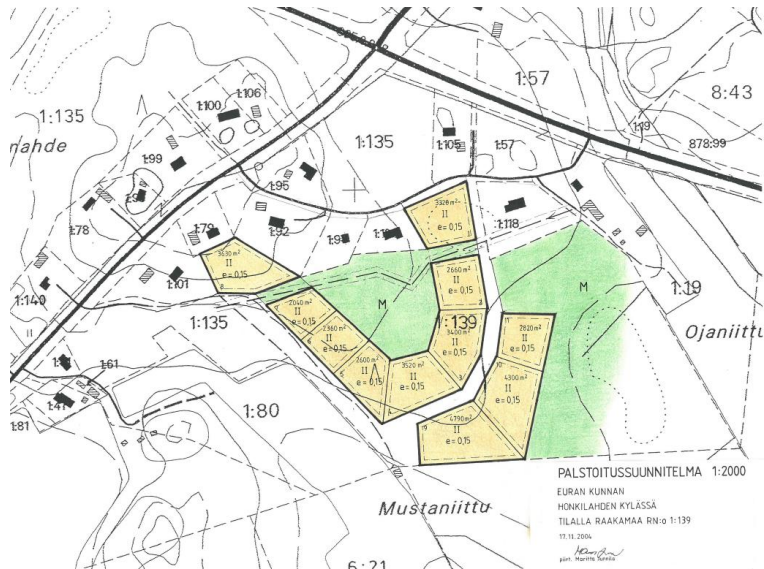 1:57
8:43
1:106
1:100
1:135
1:135
1:105
1:57
1:19
878:99
nahde
1:99
1:95
3320 m²
II
e=0,15
1:78
1:79
1:92
1:118
3630 m²
II
e=0,15
1:101
2660 m²
II
e=0,15
M
1:19
1:140
1:135
2040 m²
II
e=0,15
M
1:139
Ojaniittu
2360 m²
II
e=0,15
3400 m²
II
e=0,15
2820 m²
II
e=0,15
2600 m²
II
e=0,15
3520 m²
II
e=0,15
4300 m²
II
e=0,15
1:61
1:41
1:80
1:81
4790 m²
II
e=0,15
Mustaniittu
6:21
PALSTOITUSSUUNNITELMA 1:2000
EURAN KUNNAN
HONKILAHDEN KYLÄSSÄ
TILALLA RAAKAMAA RN:o 1:139
17.11.2004
piirt. Maritta